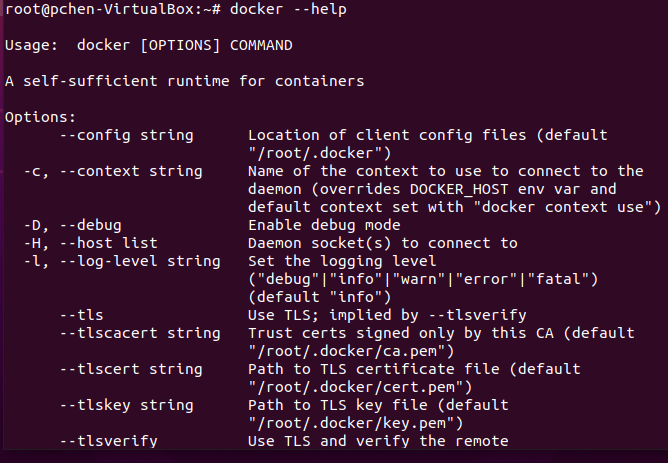 root@pchen-VirtualBox:~# docker --help

Usage:  docker [OPTIONS] COMMAND

A self-sufficient runtime for containers

Options:
      --config string      Location of client config files (default
                           "/root/.docker")
  -c, --context string     Name of the context to use to connect to the
                           daemon (overrides DOCKER_HOST env var and
                           default context set with "docker context use")
  -D, --debug              Enable debug mode
  -H, --host list          Daemon socket(s) to connect to
  -l, --log-level string   Set the logging level
                           ("debug"|"info"|"warn"|"error"|"fatal")
                           (default "info")
      --tls                Use TLS; implied by --tlsverify
      --tlscacert string   Trust certs signed only by this CA (default
                           "/root/.docker/ca.pem")
      --tlscert string     Path to TLS certificate file (default
                           "/root/.docker/cert.pem")
      --tlskey string      Path to TLS key file (default
                           "/root/.docker/key.pem")
      --tlsverify          Use TLS and verify the remote